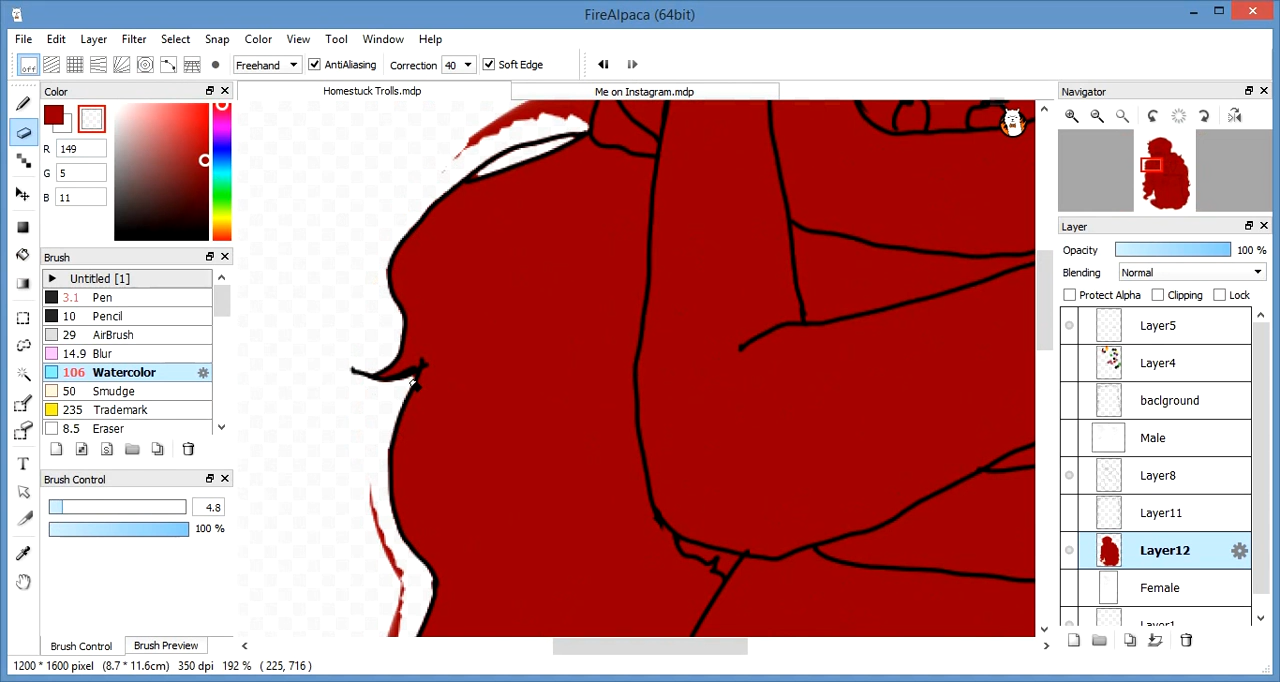 FireAlpaca (64bit)
File Edit Layer Filter Select Snap Color View Tool Window Help
off Freehand AntiAliasing Correction 40 Soft Edge
Color
Homestuck Trolls.mdp
Me on Instagram.mdp
Navigator
R 149
G 5
B 11
Layer
Opacity 100 %
Blending Normal
Protect Alpha Clipping Lock
Brush
Untitled [1]
3.1 Pen
10 Pencil
29 AirBrush
14.9 Blur
106 Watercolor
50 Smudge
235 Trademark
8.5 Eraser
T
Brush Control
4.8
100 %
Layer5
Layer4
baclground
Male
Layer8
Layer11
Layer12
Female
Layer1
Brush Control Brush Preview
1200 * 1600 pixel (8.7 * 11.6cm) 350 dpi 192 % ( 225, 716 )